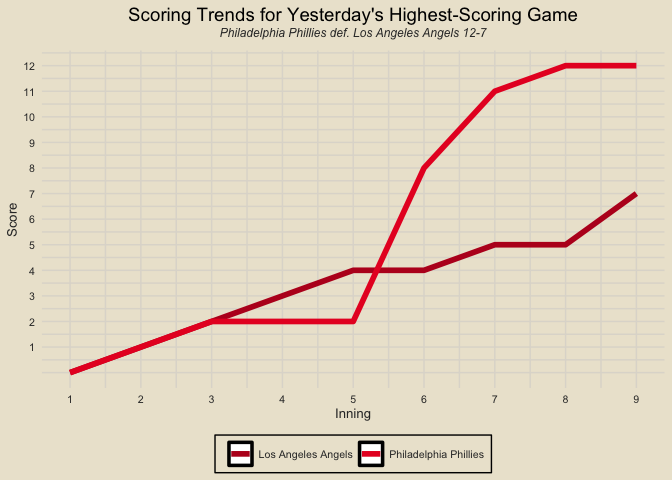 Scoring Trends for Yesterday's Highest-Scoring Game
Philadelphia Phillies def. Los Angeles Angels 12-7
12
11
10
9
8
7
6
5
4
3
2
1
Score
1 2 3 4 5 6 7 8 9
Inning
Los Angeles Angels Philadelphia Phillies